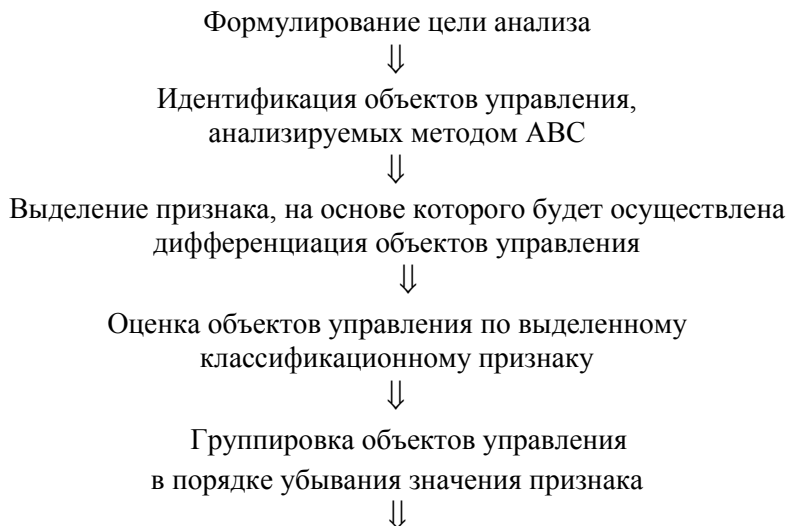 Формулирование цели анализа
⇓
Идентификация объектов управления,
анализируемых методом АВС
⇓
Выделение признака, на основе которого будет осуществлена
дифференциация объектов управления
⇓
Оценка объектов управления по выделенному
классификационному признаку
⇓
Группировка объектов управления
в порядке убывания значения признака
⇓